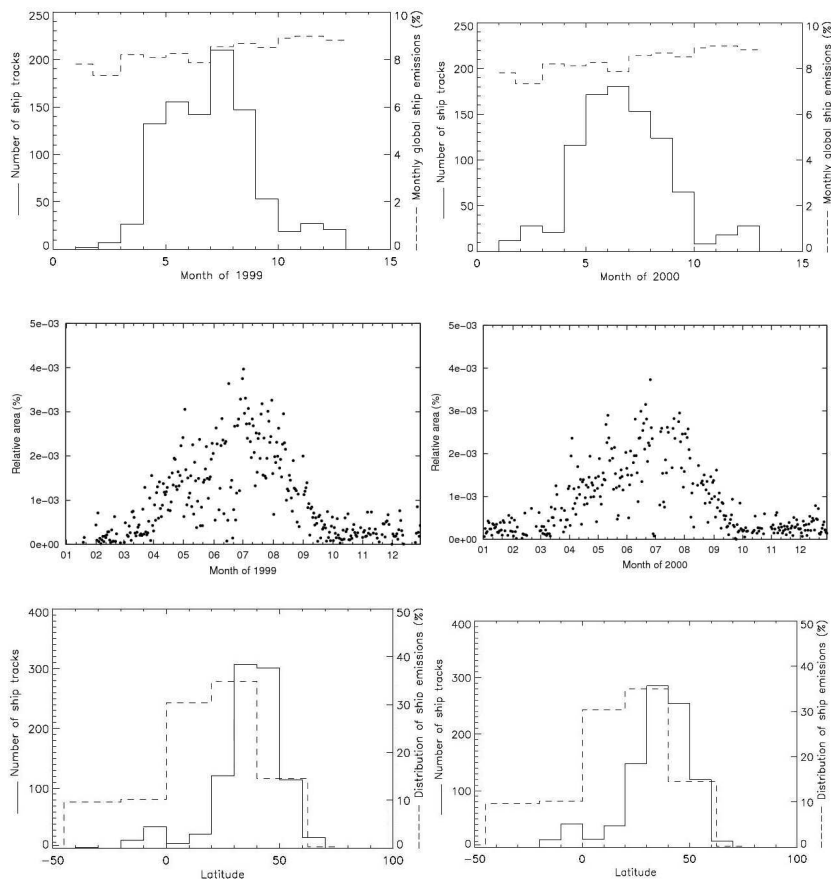 250
200
150
100
50
0
Number of ship tracks
10
8
6
4
2
0
Monthly global ship emissions (%)
0 5 10 15
Month of 1999
250
200
150
100
50
0
Number of ship tracks
10
8
6
4
2
0
Monthly global ship emissions (%)
0 5 10 15
Month of 2000
5e-03
4e-03
3e-03
2e-03
1e-03
0e+00
Relative area (%)
01 02 03 04 05 06 07 08 09 10 11 12
Month of 1999
5e-03
4e-03
3e-03
2e-03
1e-03
0e+00
Relative area (%)
01 02 03 04 05 06 07 08 09 10 11 12
Month of 2000
400
300
200
100
0
Number of ship tracks
50
40
30
20
10
0
Distribution of ship emissions (%)
-50 0 50 100
Latitude
400
300
200
100
0
Number of ship tracks
50
40
30
20
10
0
Distribution of ship emissions (%)
-50 0 50 100
Latitude